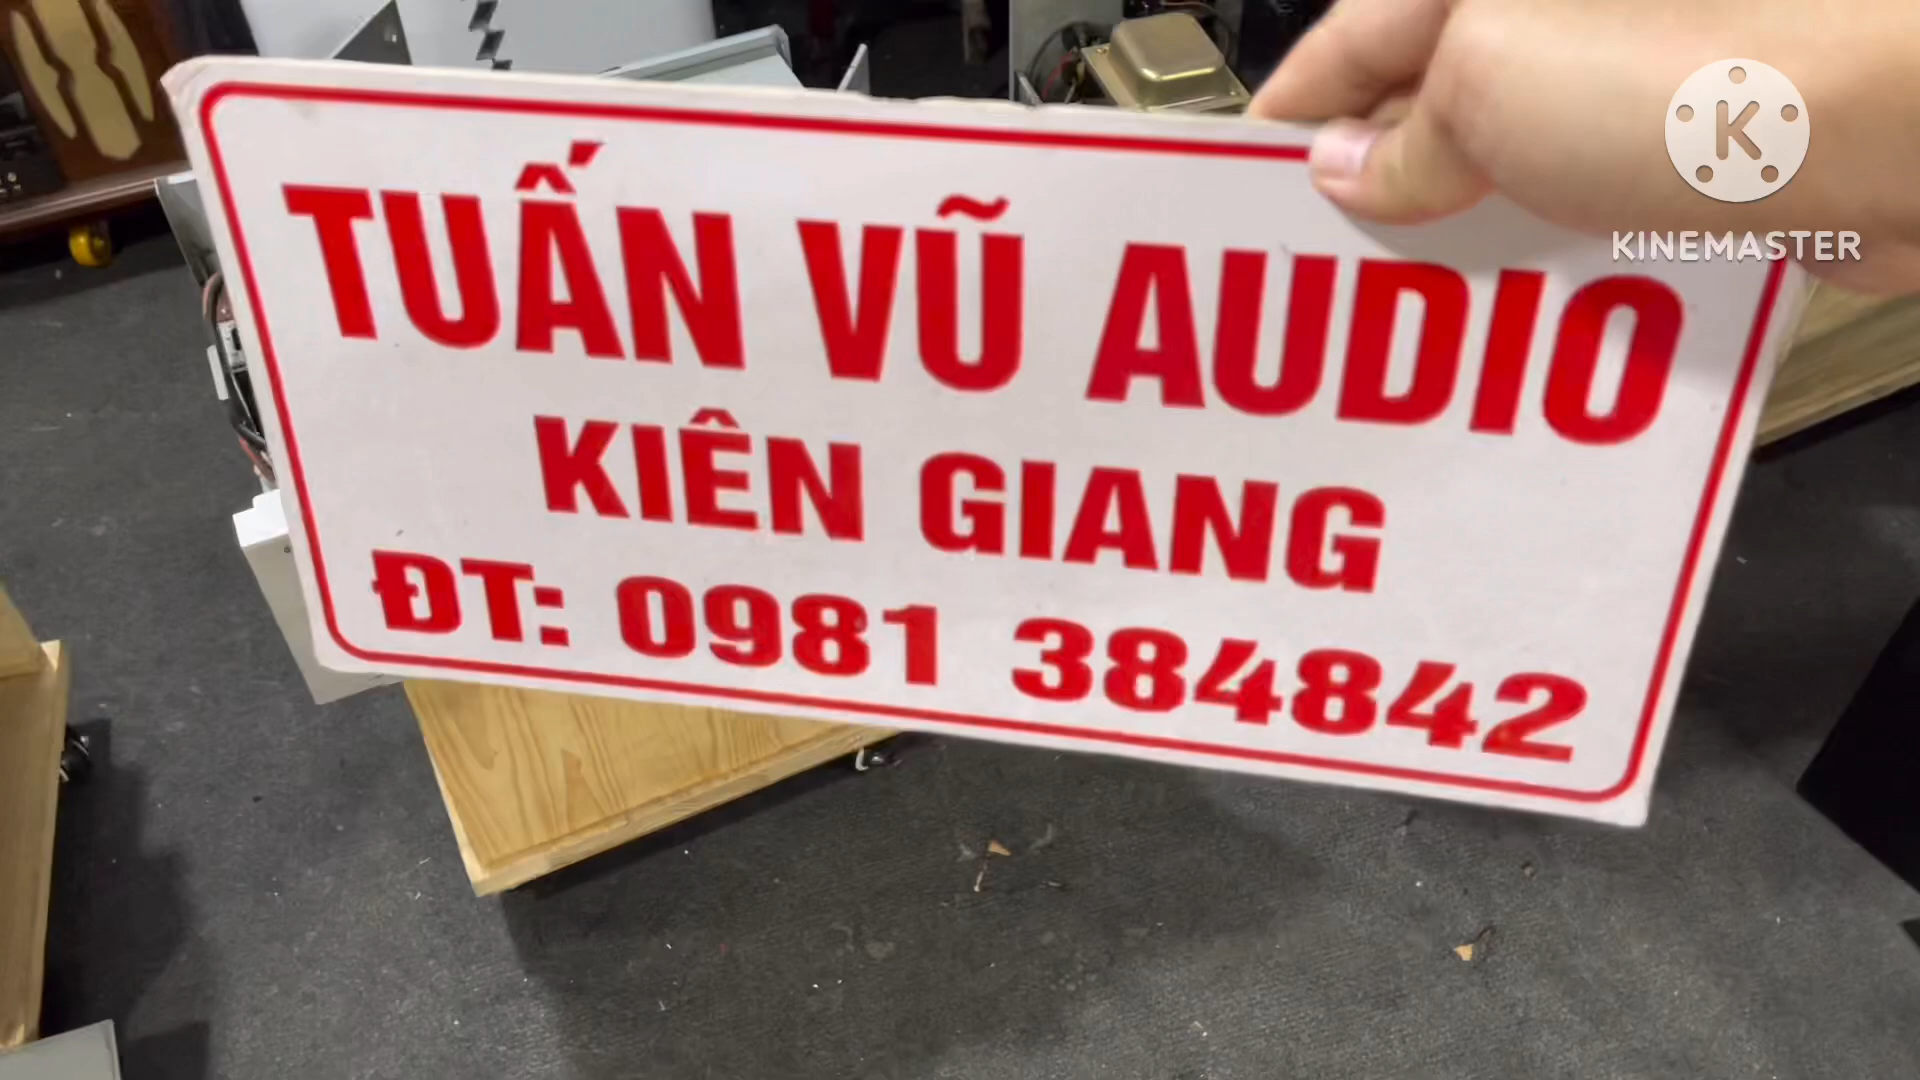 TUẤN VŨ AUDIO
KIÊN GIANG
ĐT: 0981 384842
K
KINEMASTER